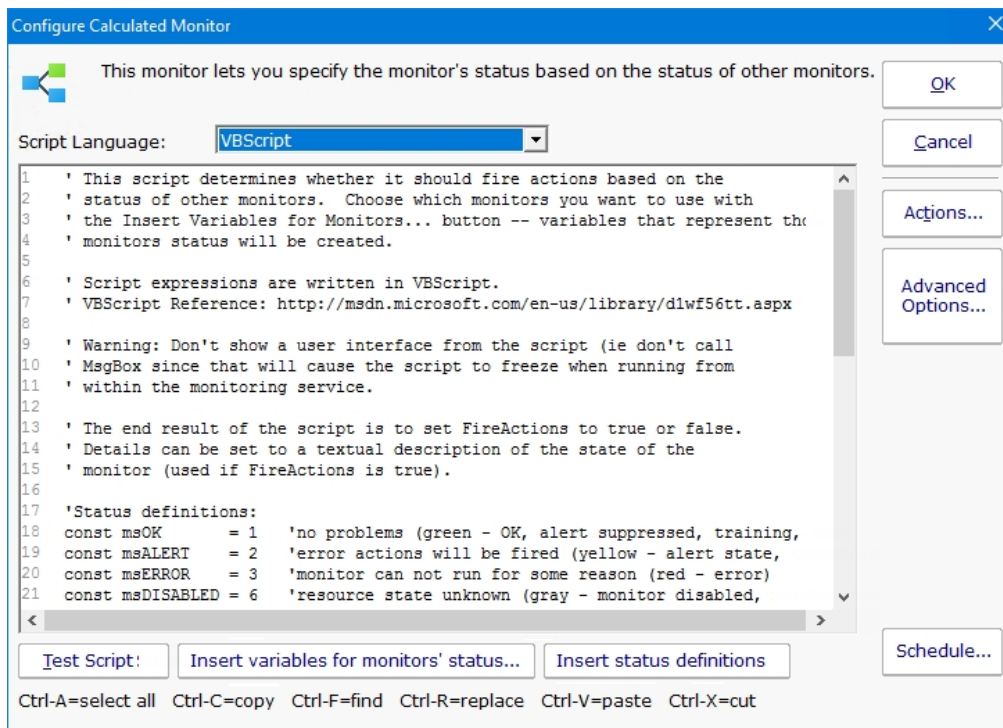 Configure Calculated Monitor
This monitor lets you specify the monitor's status based on the status of other monitors.
OK
Script Language:
VBScript
Cancel
1 ' This script determines whether it should fire actions based on the
2 ' status of other monitors.  Choose which monitors you want to use with
3 ' the Insert Variables for Monitors... button -- variables that represent
4 ' monitors status will be created.
5
6 ' Script expressions are written in VBScript.
7 ' VBScript Reference: http://msdn.microsoft.com/en-us/library/d1wf56tt.aspx
8
9 ' Warning: Don't show a user interface from the script (ie don't call
10 ' MsgBox since that will cause the script to freeze when running from
11 ' within the monitoring service.
12
13 ' The end result of the script is to set FireActions to true or false.
14 ' Details can be set to a textual description of the state of the
15 ' monitor (used if FireActions is true).
16
17 'Status definitions:
18 const msOK       = 1   'no problems (green - OK, alert suppressed, training,
19 const msALERT    = 2   'error actions will be fired (yellow - alert state,
20 const msERROR    = 3   'monitor can not run for some reason (red - error)
21 const msDISABLED = 6   'resource state unknown (gray - monitor disabled,
Actions...
Advanced
Options...
Schedule...
Test Script
Insert variables for monitors' status...
Insert status definitions
Ctrl-A=select all Ctrl-C=copy Ctrl-F=find Ctrl-R=replace Ctrl-V=paste Ctrl-X=cut